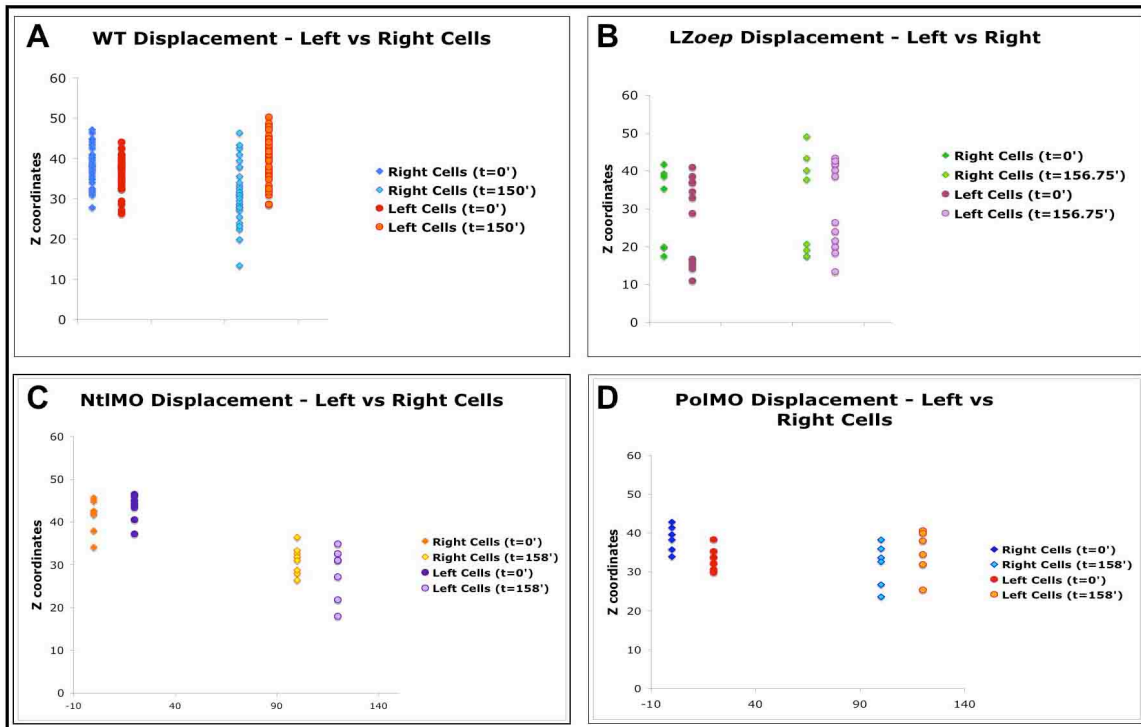 A
WT Displacement - Left vs Right Cells
60
50
40
30
20
10
0
Z coordinates
Right Cells (t=0')
Right Cells (t=150')
Left Cells (t=0')
Left Cells (t=150')
B
LZoep Displacement - Left vs Right
60
50
40
30
20
10
0
Z coordinates
Right Cells (t=0')
Right Cells (t=156.75')
Left Cells (t=0')
Left Cells (t=156.75')
C
NtlMO Displacement - Left vs Right Cells
60
50
40
30
20
10
0
Z coordinates
-10 40 90 140
Right Cells (t=0')
Right Cells (t=158')
Left Cells (t=0')
Left Cells (t=158')
D
PolMO Displacement - Left vs
Right Cells
60
50
40
30
20
10
0
Z coordinates
-10 40 90 140
Right Cells (t=0')
Right Cells (t=158')
Left Cells (t=0')
Left Cells (t=158')